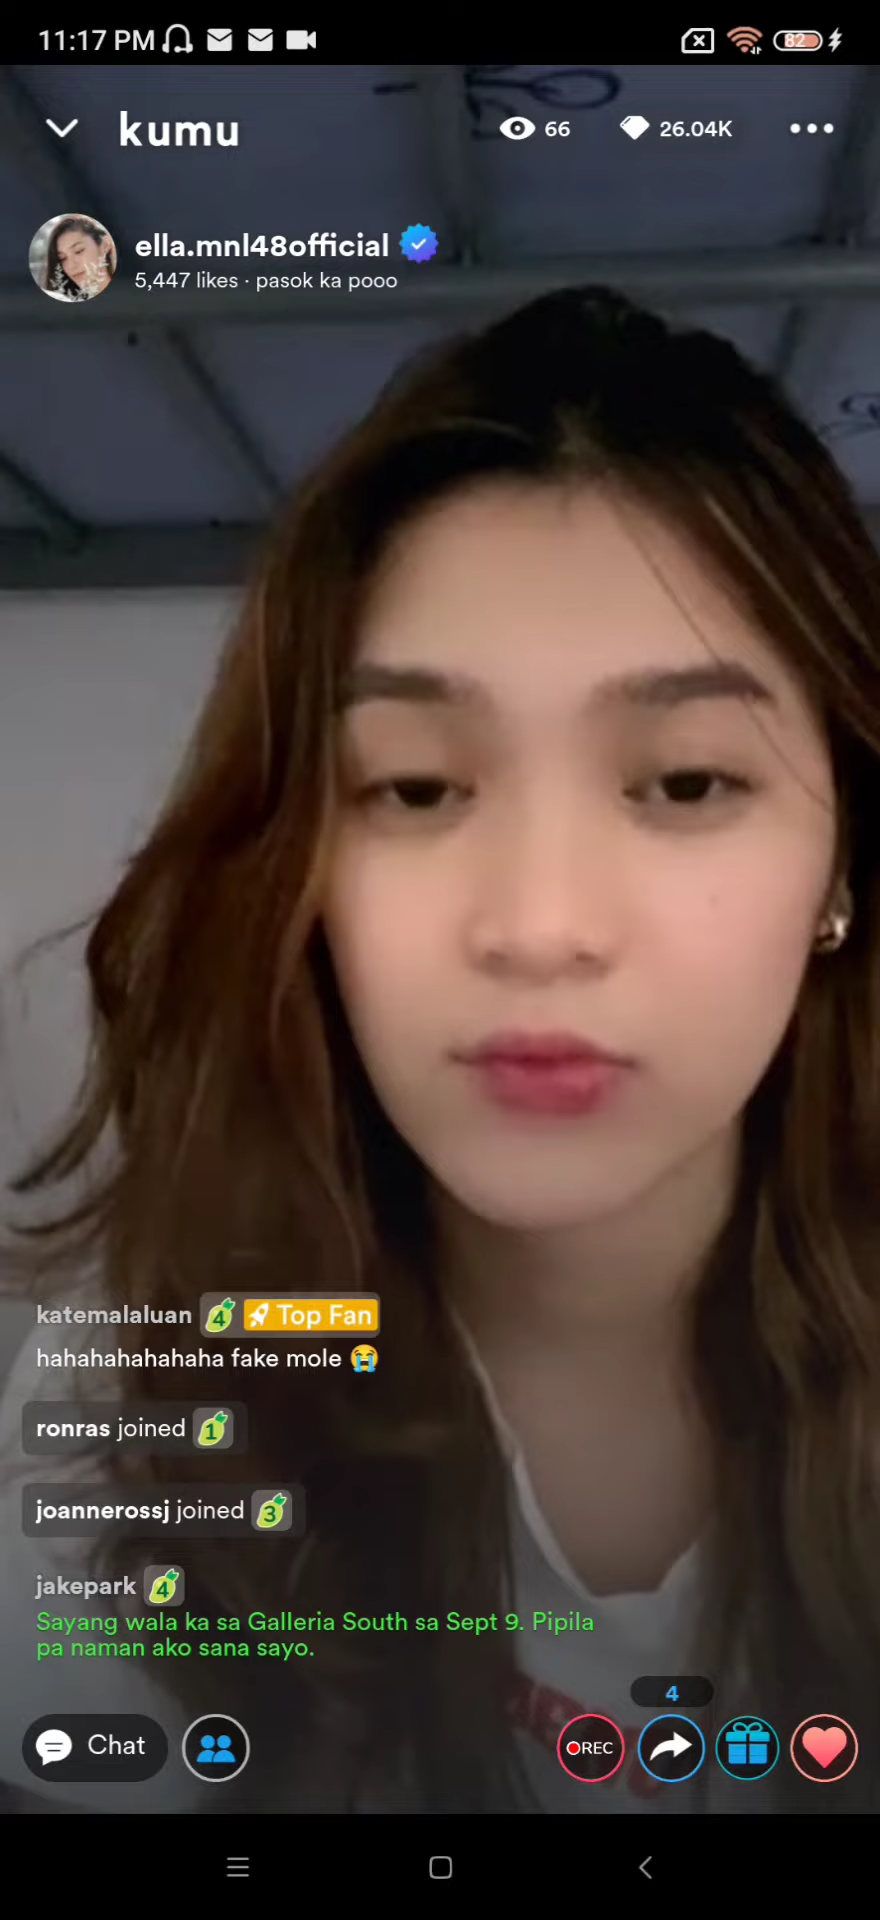 11:17 PM
82
kumu
66
26.04K
ella.mnl48official
5,447 likes · pasok ka pooo
katemalaluan 4 Top Fan
hahahahahahaha fake mole 😭
ronras joined 1
joannerossj joined 3
jakepark 4
Sayang wala ka sa Galleria South sa Sept 9. Pipila
pa naman ako sana sayo.
4
Chat
REC